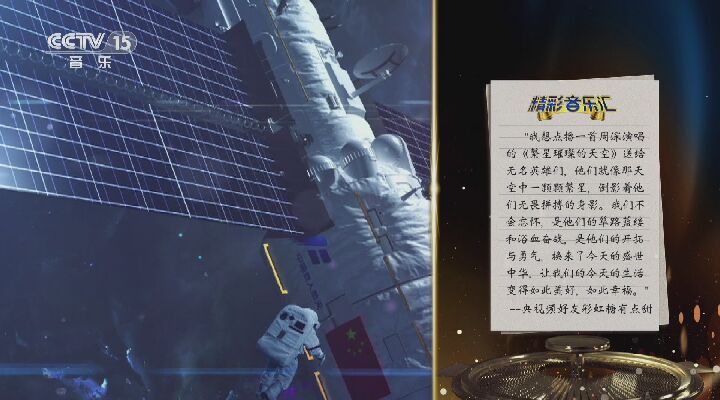 CCTV 15
音乐
精彩音乐汇
"我想点播一首周深演唱
的《繁星璀璨的天空》送给
无名英雄们，他们就像那天
空中一颗颗繁星，倒影着他
们无畏拼搏的身影。我们不
会忘怀，是他们的筚路蓝缕
和浴血奋战，是他们的开拓
与勇气，换来了今天的盛世
中华，让我们的今天的生活
变得如此美好，如此幸福。"
--央视频好友彩虹糖有点甜